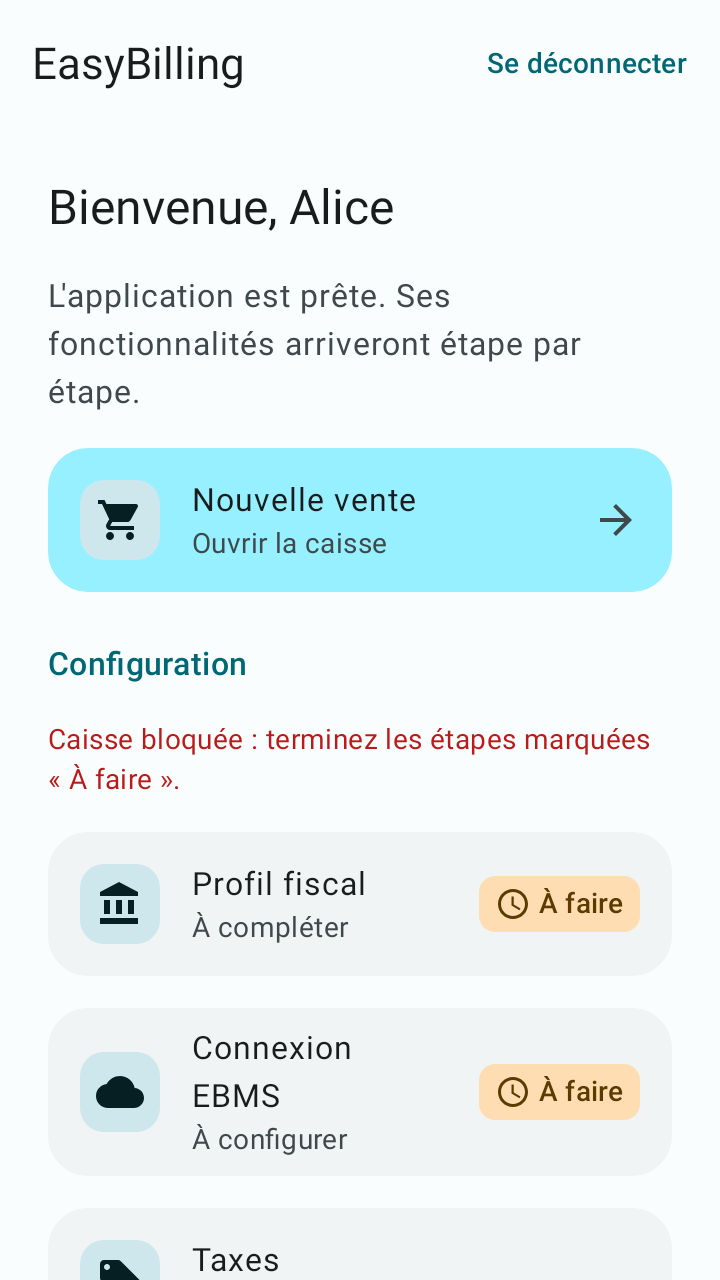 EasyBilling
Se déconnecter
Bienvenue, Alice
L'application est prête. Ses
fonctionnalités arriveront étape par
étape.
Nouvelle vente
Ouvrir la caisse
Configuration
Caisse bloquée : terminez les étapes marquées
« À faire ».
Profil fiscal
À compléter
À faire
Connexion
EBMS
À configurer
À faire
Taxes